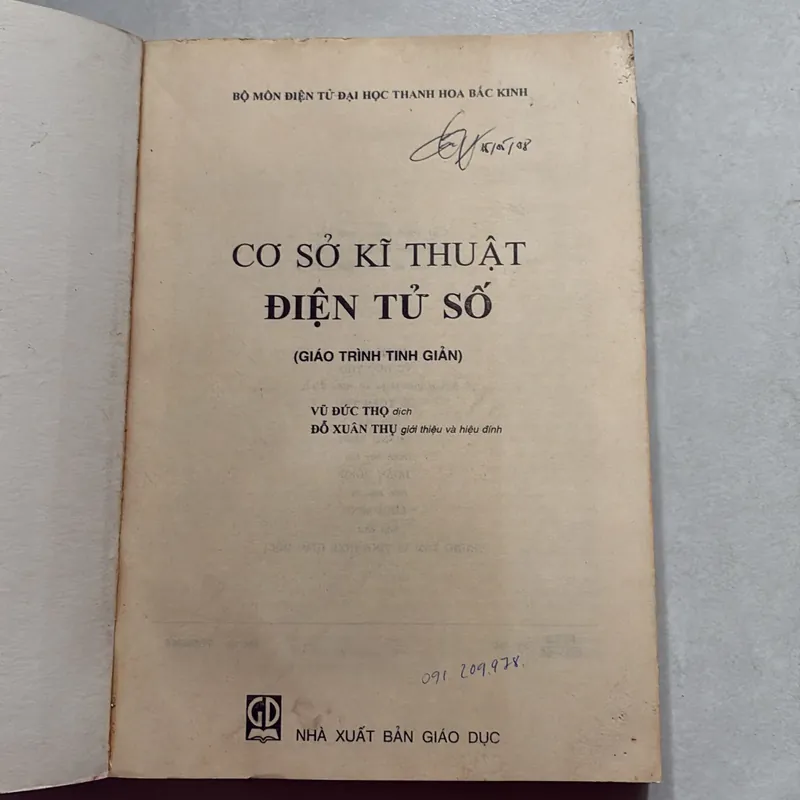 BỘ MÔN ĐIỆN TỬ ĐẠI HỌC THANH HOA BẮC KINH
CƠ SỞ KĨ THUẬT
ĐIỆN TỬ SỐ
(GIÁO TRÌNH TINH GIẢN)
VŨ ĐỨC THỌ dịch
ĐỖ XUÂN THỤ giới thiệu và hiệu đính
091 209.978.
GD
NHÀ XUẤT BẢN GIÁO DỤC